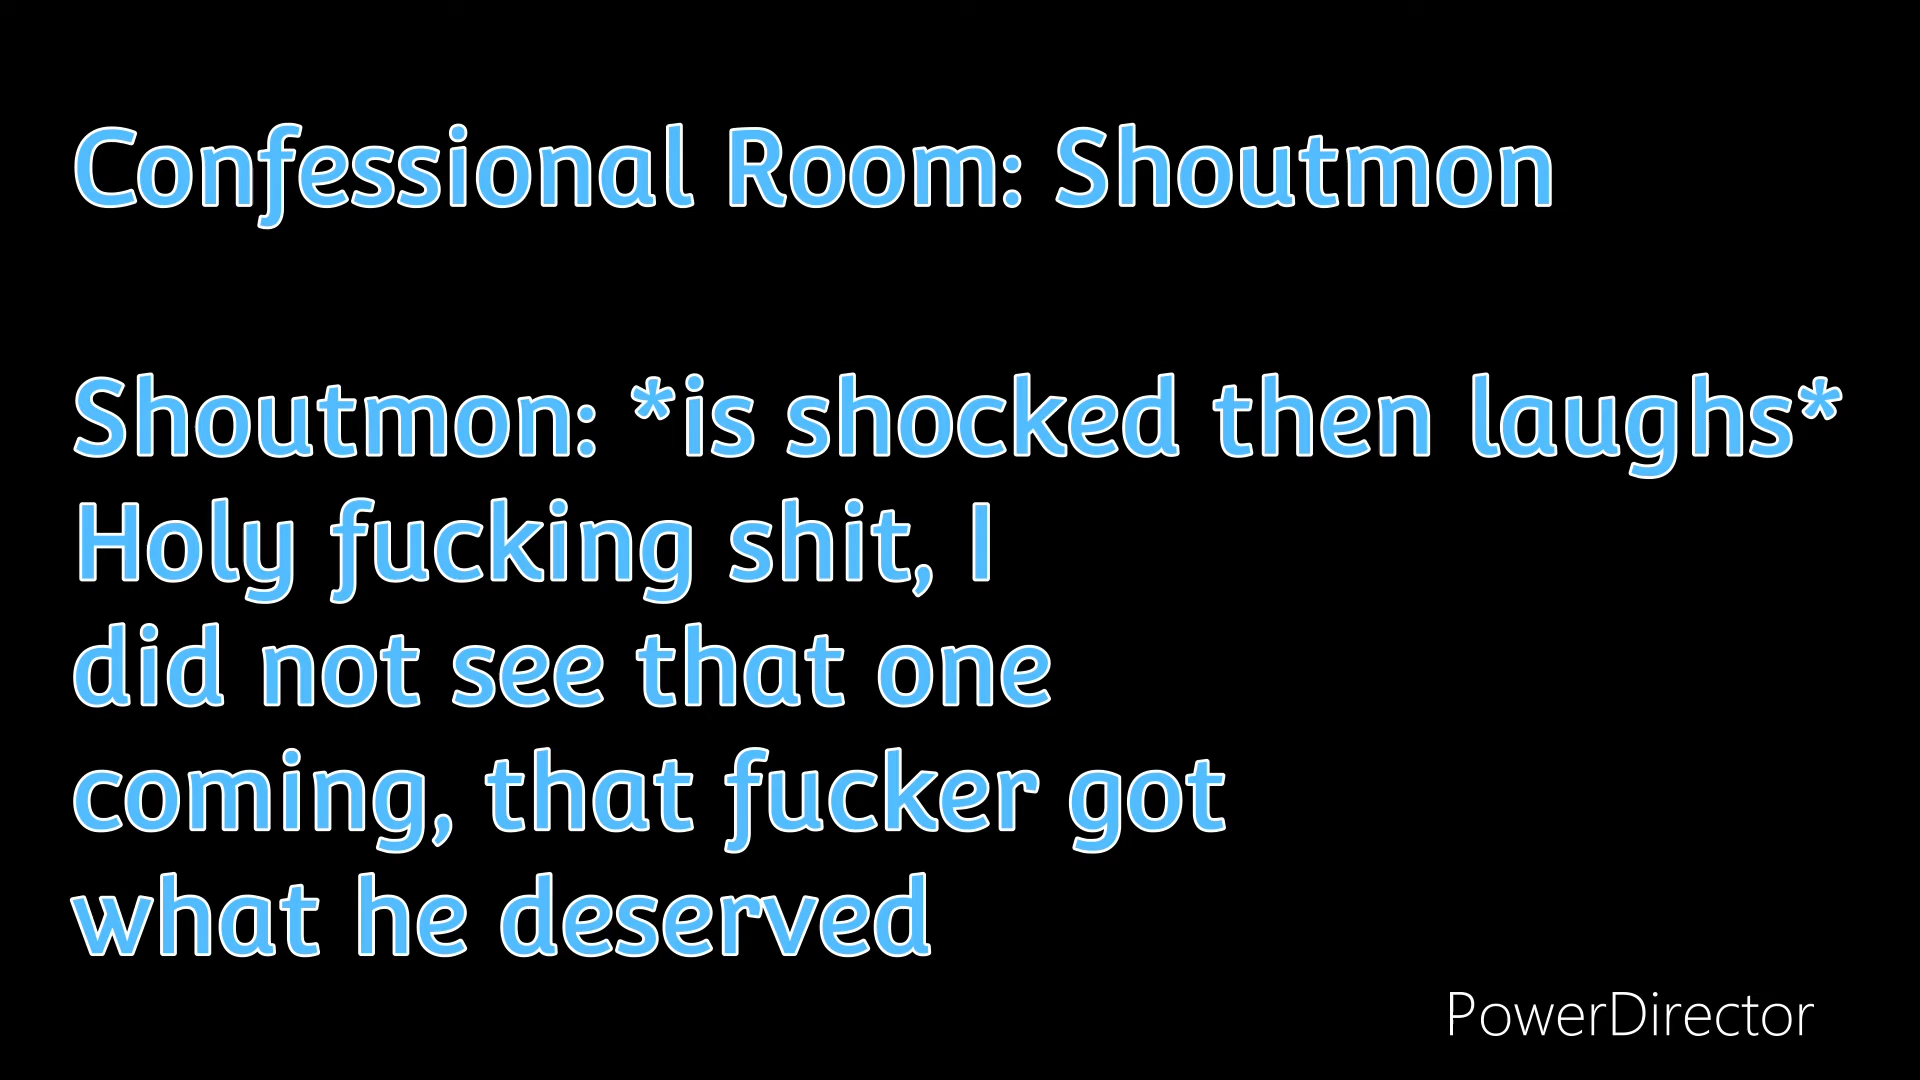 Confessional Room: Shoutmon
Shoutmon: *is shocked then laughs*
Holy fucking shit, I
did not see that one
coming, that fucker got
what he deserved
PowerDirector